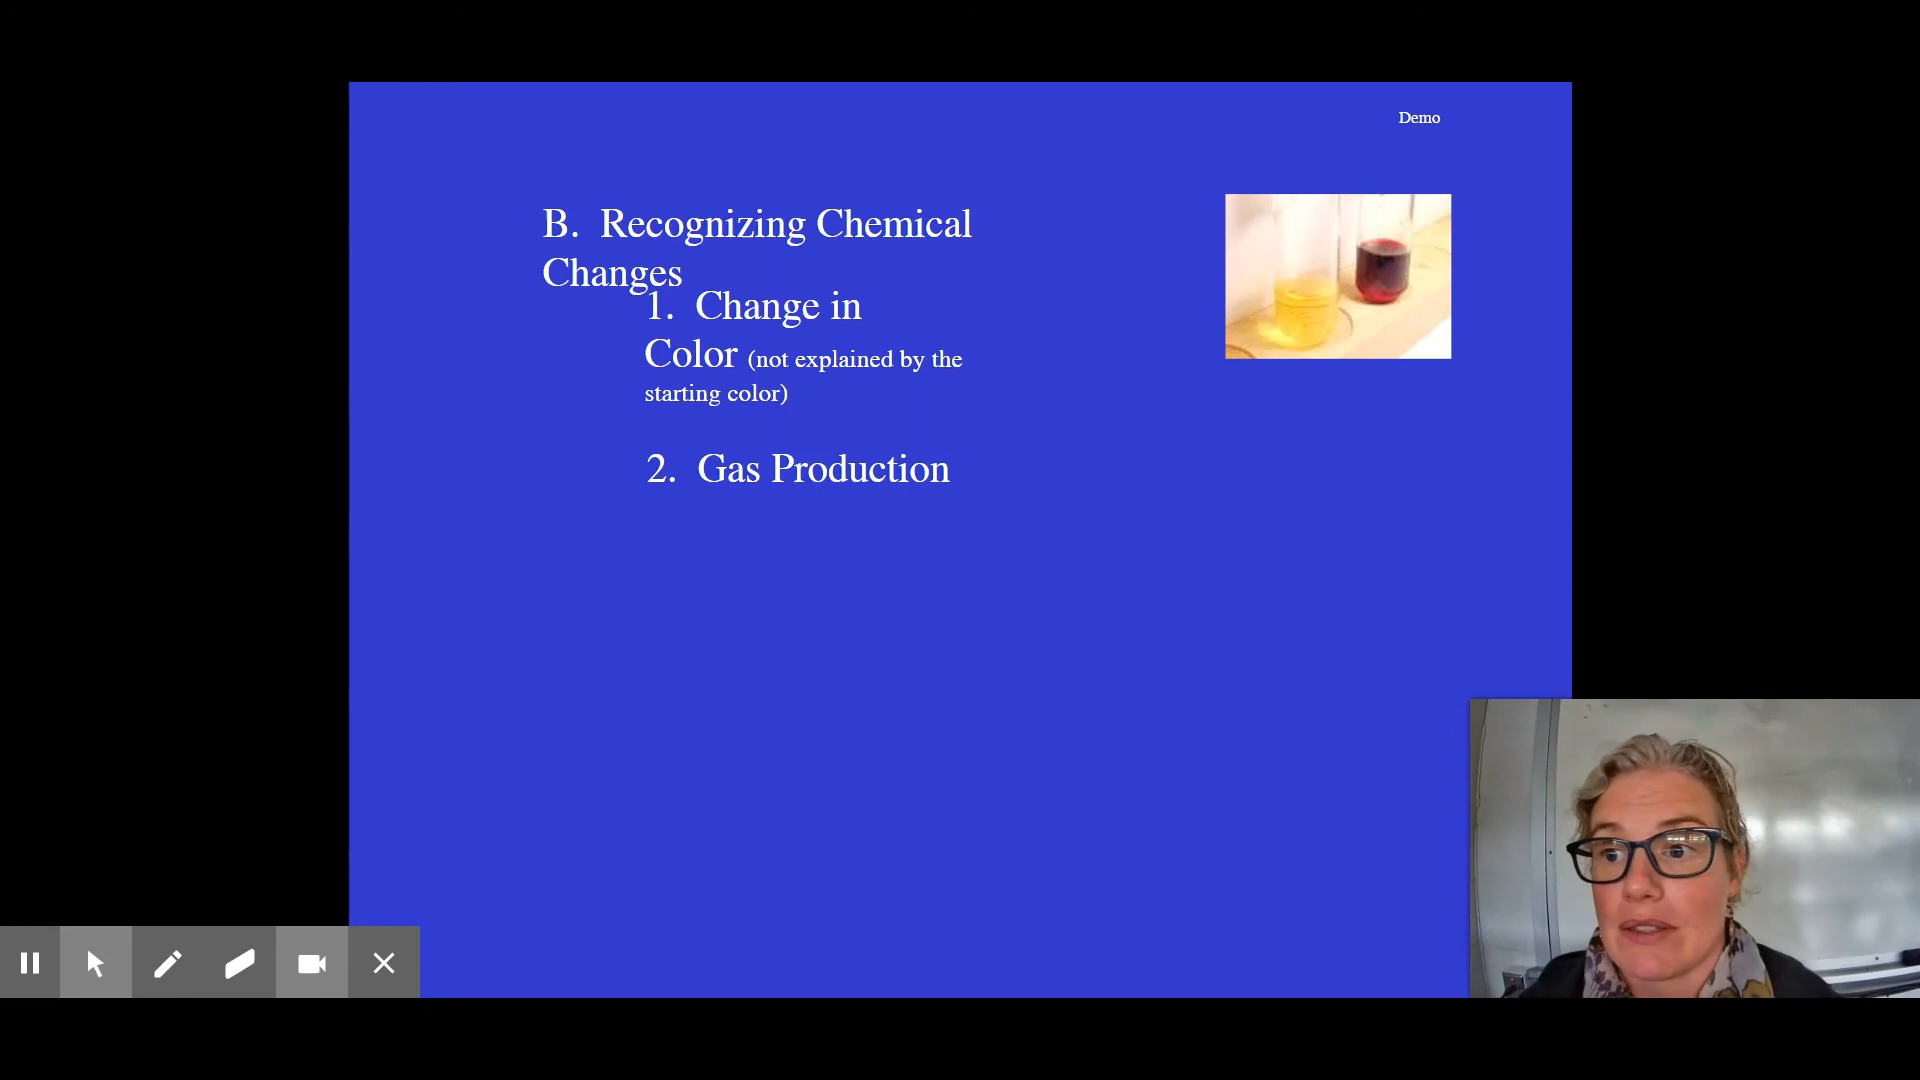 Demo
B. Recognizing Chemical
Changes
1. Change in
Color (not explained by the
starting color)
2. Gas Production